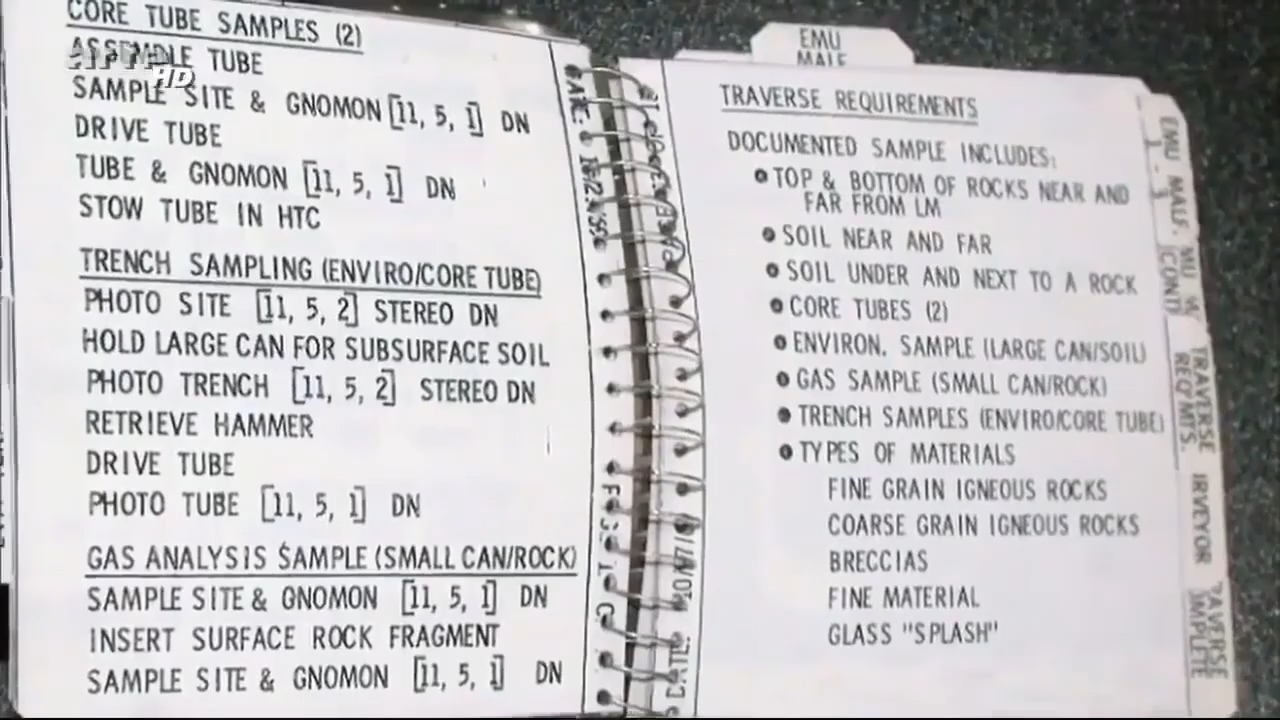 CORE TUBE SAMPLES (2)
ASSEMBLE TUBE
HD
SAMPLE SITE & GNOMON [11, 5, 1] DN
DRIVE TUBE
TUBE & GNOMON [11, 5, 1] DN
STOW TUBE IN HTC
TRENCH SAMPLING (ENVIRO/CORE TUBE)
PHOTO SITE [11, 5, 2] STEREO DN
HOLD LARGE CAN FOR SUBSURFACE SOIL
PHOTO TRENCH [11, 5, 2] STEREO DN
RETRIEVE HAMMER
DRIVE TUBE
PHOTO TUBE [11, 5, 1] DN
GAS ANALYSIS SAMPLE (SMALL CAN/ROCK)
SAMPLE SITE & GNOMON [11, 5, 1] DN
INSERT SURFACE ROCK FRAGMENT
SAMPLE SITE & GNOMON [11, 5, 1] DN
EMU
MALF
TRAVERSE REQUIREMENTS
DOCUMENTED SAMPLE INCLUDES:
• TOP & BOTTOM OF ROCKS NEAR AND
FAR FROM LM
• SOIL NEAR AND FAR
• SOIL UNDER AND NEXT TO A ROCK
• CORE TUBES (2)
• ENVIRON. SAMPLE (LARGE CAN/SOIL)
• GAS SAMPLE (SMALL CAN/ROCK)
• TRENCH SAMPLES (ENVIRO/CORE TUBE)
• TYPES OF MATERIALS
FINE GRAIN IGNEOUS ROCKS
COARSE GRAIN IGNEOUS ROCKS
BRECCIAS
FINE MATERIAL
GLASS "SPLASH"
EMU MALF.
TRAVERSE
REQ'MTS.